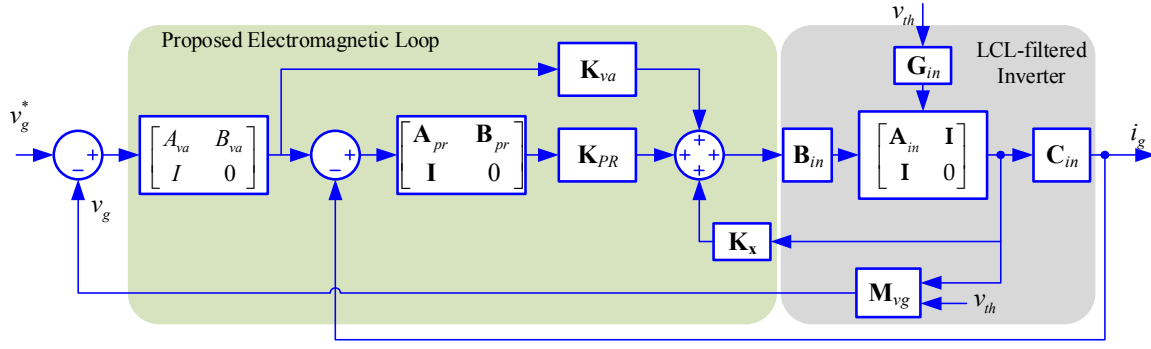 Proposed Electromagnetic Loop
LCL-filtered
Inverter
v_th
G_in
K_va
v_g^*
+
−
v_g
A_va B_va
I 0
+
−
A_pr B_pr
I 0
K_PR
+
+ +
+
B_in
A_in I
I 0
C_in
i_g
K_x
M_vg
v_th